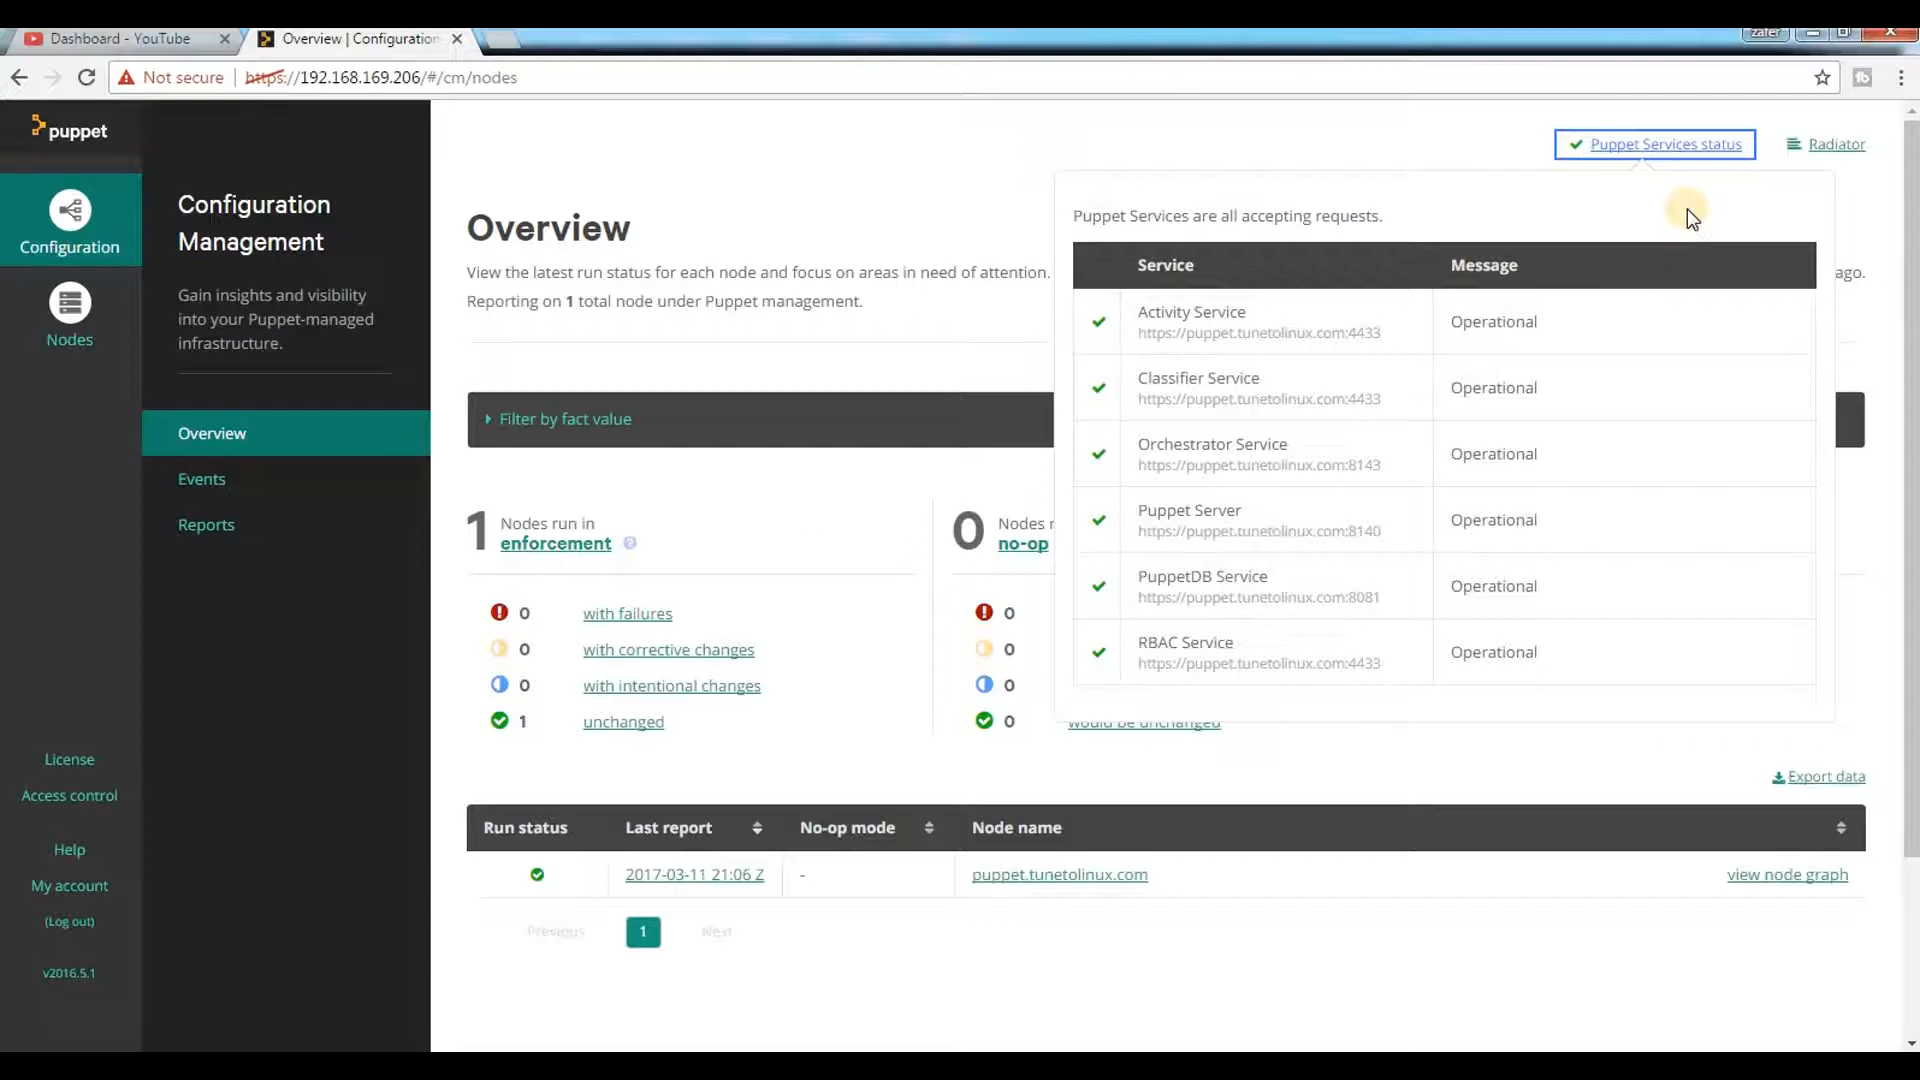 Dashboard - YouTube
Overview | Configuration
zafer
Not secure
https://192.168.169.206/#/cm/nodes
puppet
Configuration
Nodes
License
Access control
Help
My account
(Log out)
v2016.5.1
Configuration
Management
Gain insights and visibility
into your Puppet-managed
infrastructure.
Overview
Events
Reports
Puppet Services status
Radiator
Overview
View the latest run status for each node and focus on areas in need of attention.
ago.
Reporting on 1 total node under Puppet management.
Filter by fact value
Puppet Services are all accepting requests.
Service Message
Activity Service
https://puppet.tunetolinux.com:4433
Operational
Classifier Service
https://puppet.tunetolinux.com:4433
Operational
Orchestrator Service
https://puppet.tunetolinux.com:8143
Operational
Puppet Server
https://puppet.tunetolinux.com:8140
Operational
PuppetDB Service
https://puppet.tunetolinux.com:8081
Operational
RBAC Service
https://puppet.tunetolinux.com:4433
Operational
1 Nodes run in
enforcement ?
0 with failures
0 with corrective changes
0 with intentional changes
1 unchanged
0 Nodes r
no-op
0
0
0
0 would be unchanged
Export data
Run status Last report No-op mode Node name
2017-03-11 21:06 Z - puppet.tunetolinux.com view node graph
Previous 1 Next